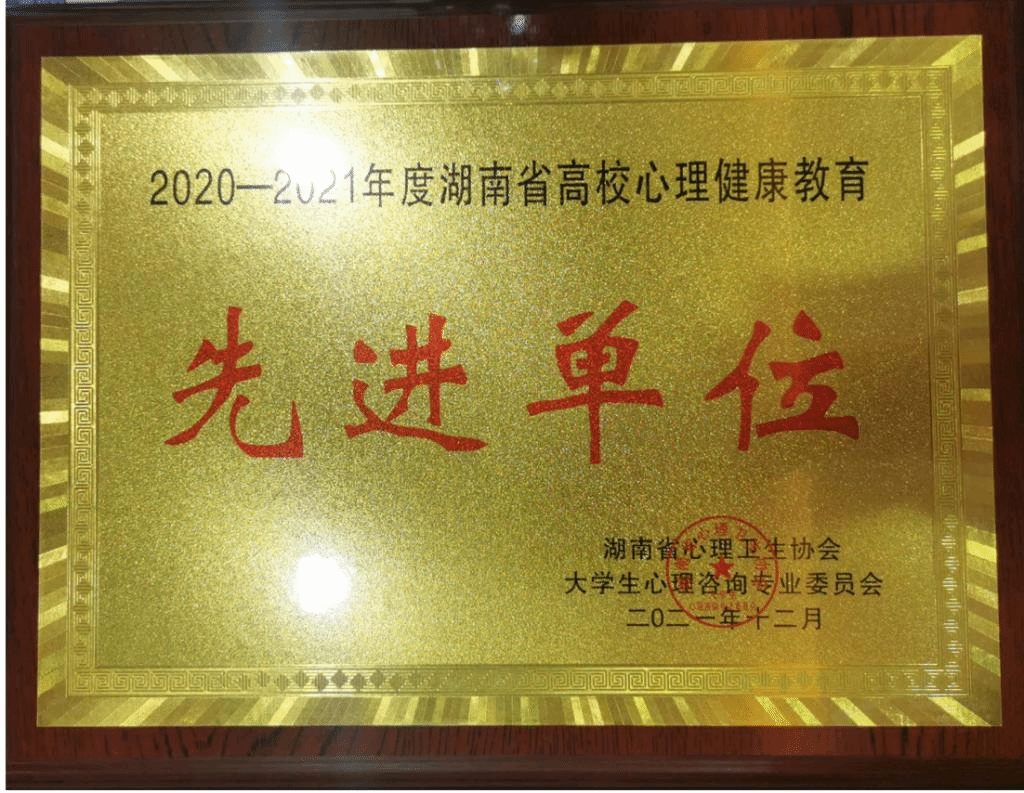 2020—2021年度湖南省高校心理健康教育
先进单位
湖南省心理卫生协会
大学生心理咨询专业委员会
二〇二一年十二月